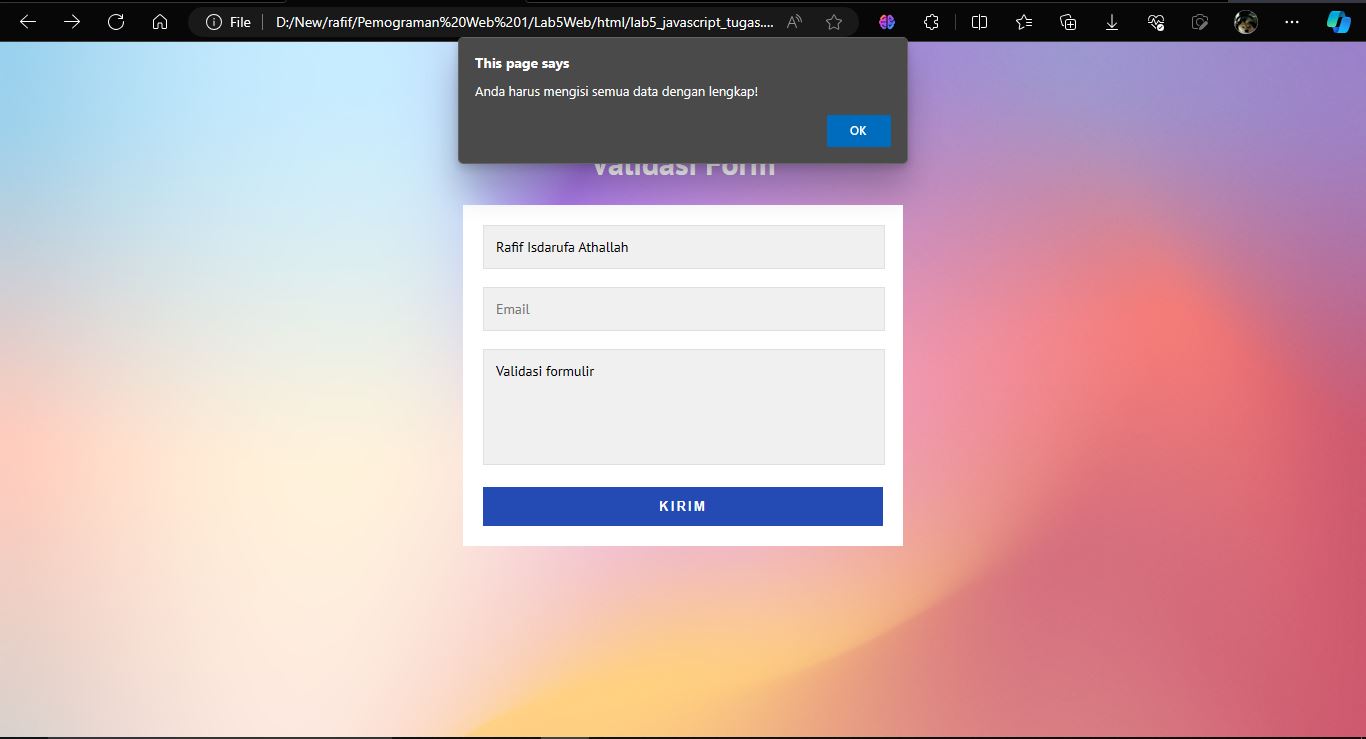 File
D:/New/rafif/Pemograman%20Web%201/Lab5Web/html/lab5_javascript_tugas....
This page says
Anda harus mengisi semua data dengan lengkap!
OK
Validasi Form
Rafif Isdarufa Athallah
Email
Validasi formulir
KIRIM